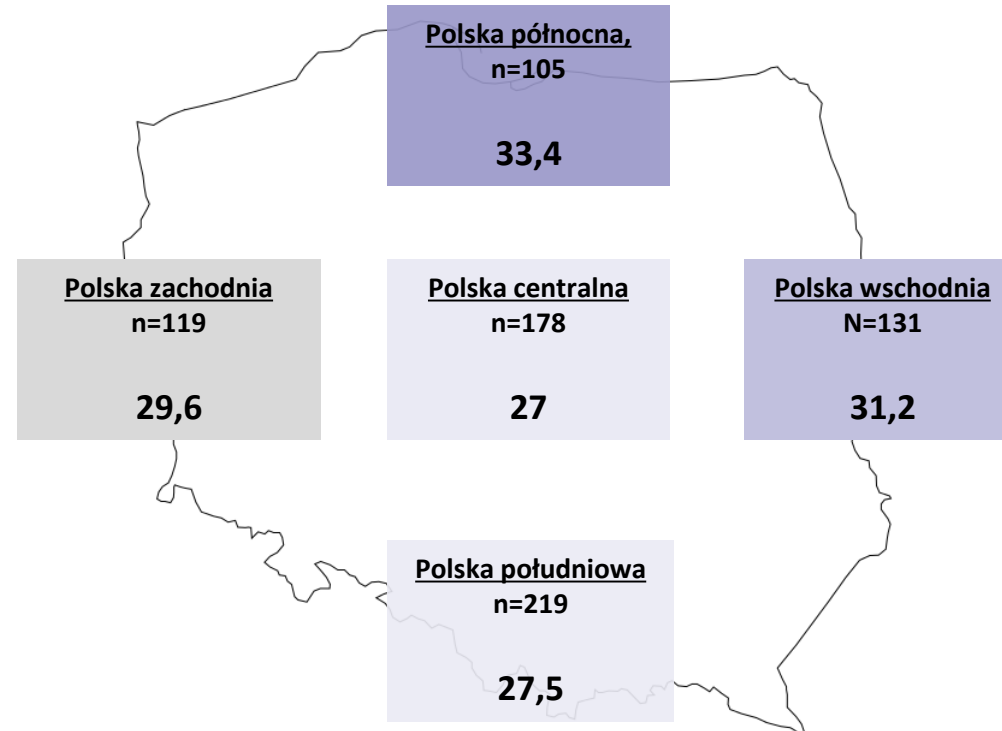 Polska północna,
n=105
33,4
Polska zachodnia
n=119
29,6
Polska centralna
n=178
27
Polska wschodnia
N=131
31,2
Polska południowa
n=219
27,5